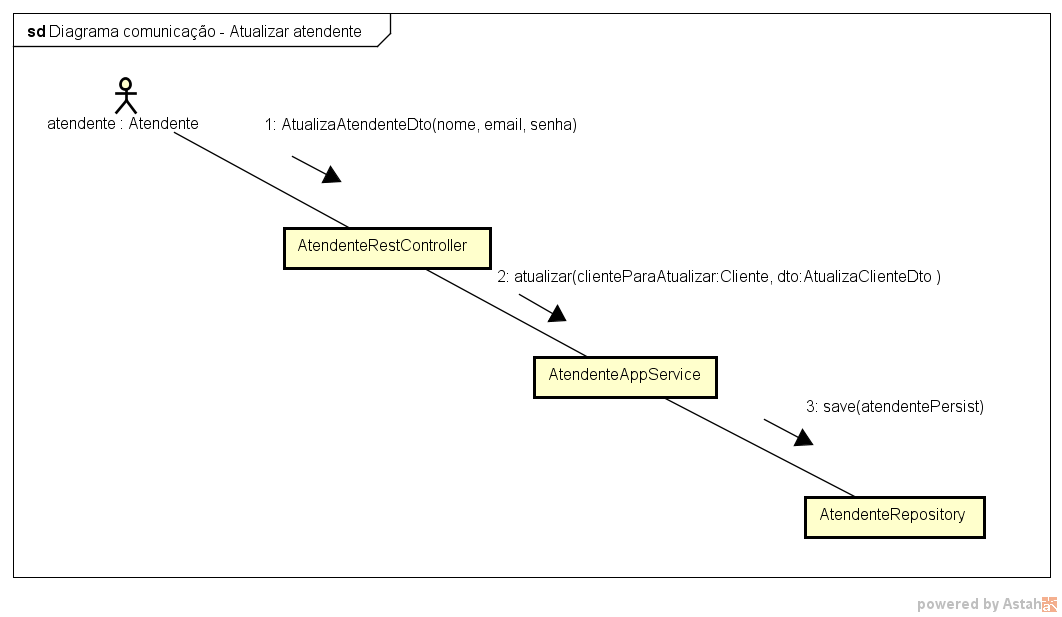 sd Diagrama comunicação - Atualizar atendente
atendente : Atendente
1: AtualizaAtendenteDto(nome, email, senha)
AtendenteRestController
2: atualizar(clienteParaAtualizar:Cliente, dto:AtualizaClienteDto )
AtendenteAppService
3: save(atendentePersist)
AtendenteRepository
powered by Astah